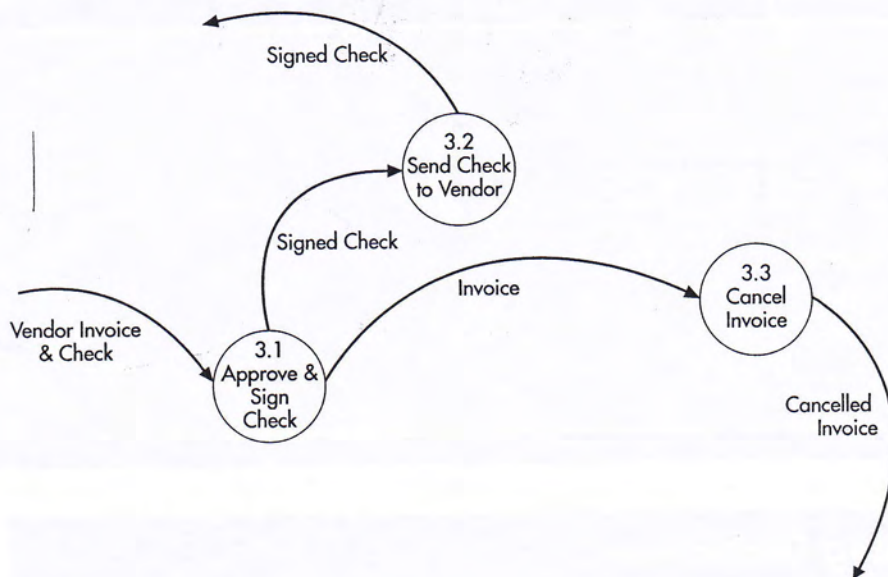 Signed Check
3.2
Send Check
to Vendor
Signed Check
Invoice
3.3
Cancel
Invoice
Vendor Invoice
& Check
3.1
Approve &
Sign
Check
Cancelled
Invoice